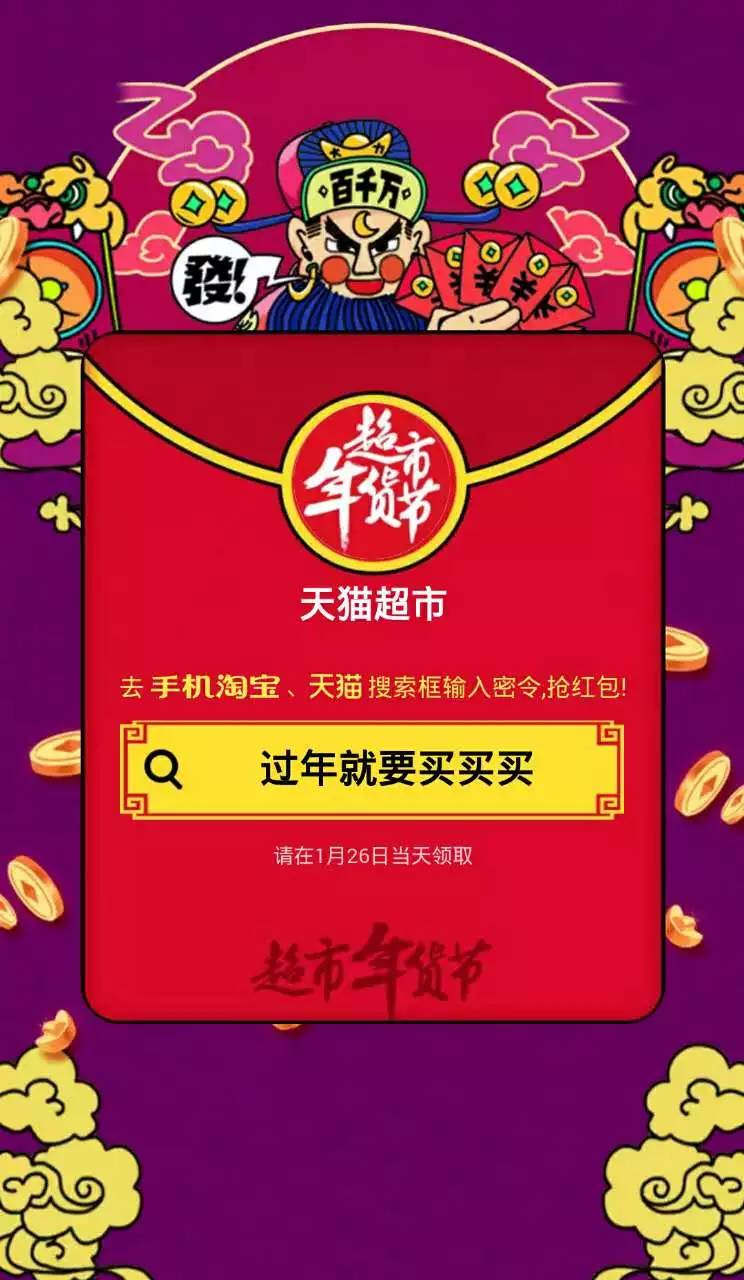 大力
百千万
發!
超市
年货节
天猫超市
去 手机淘宝、天猫 搜索框输入密令,抢红包!
过年就要买买买
请在1月26日当天领取
超市年货节